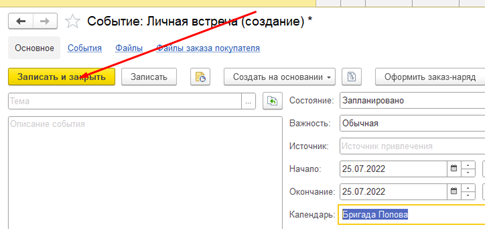 Событие: Личная встреча (создание) *
Основное События Файлы Файлы заказа покупателя
Записать и закрыть Записать Создать на основании Оформить заказ-наряд
Тема ... Состояние: Запланировано
Описание события Важность: Обычная
Источник: Источник привлечения
Начало: 25.07.2022
Окончание: 25.07.2022
Календарь: Бригада Попова